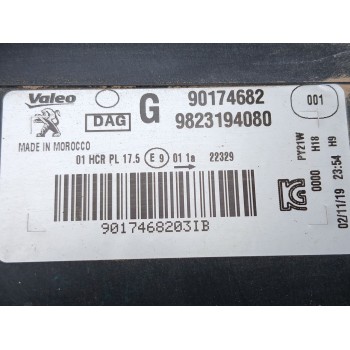 Valeo
DAG
G
90174682
9823194080
001
MADE IN MOROCCO
01 HCR PL 17.5 E 9 01 1a 22329
9017468203IB
0000
PY21W
H18
H9
02/11/19 23:54